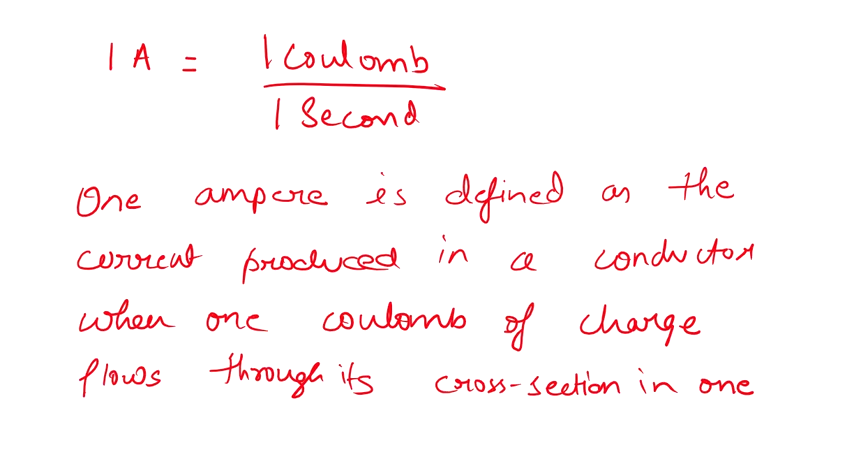 1 A = 1 Coulomb
1 Second
One ampere is defined as the
current produced in a conductor
when one coulomb of charge
flows through its cross-section in one